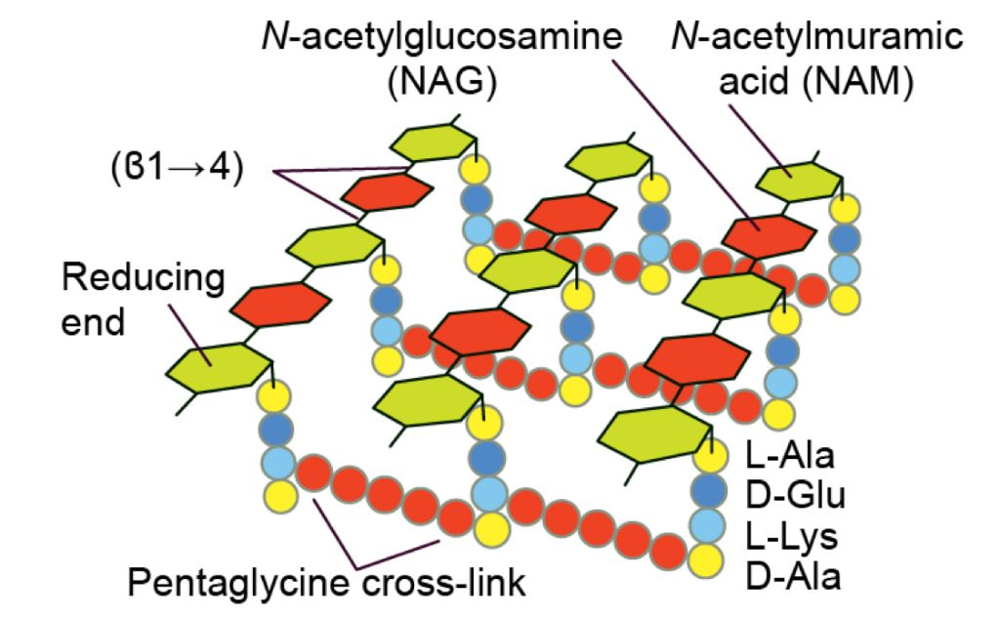 N-acetylglucosamine
(NAG)
N-acetylmuramic
acid (NAM)
(ß1→4)
Reducing
end
L-Ala
D-Glu
L-Lys
D-Ala
Pentaglycine cross-link